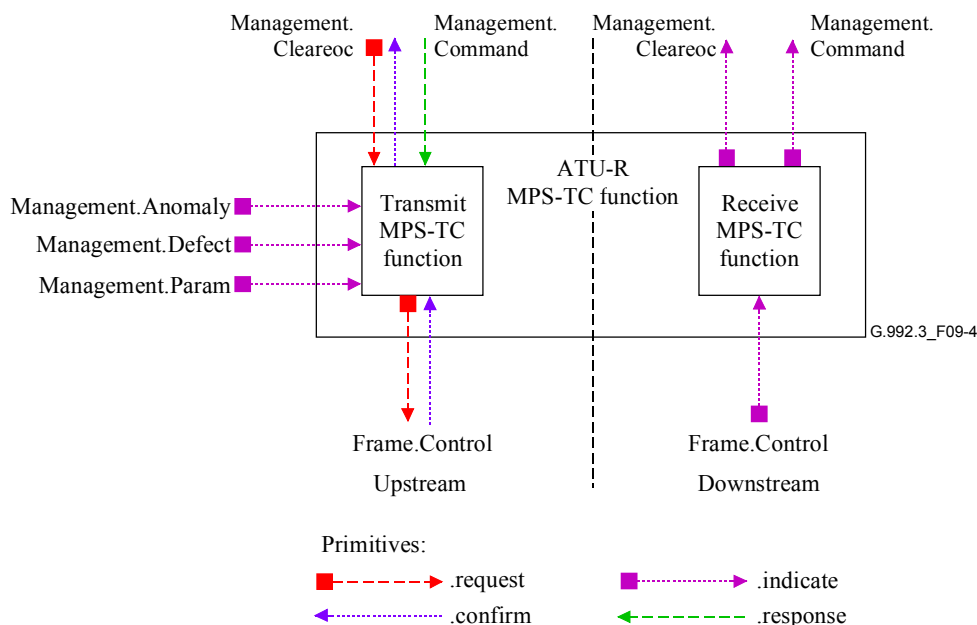 Management.
Cleareoc
Management.
Command
Management.
Cleareoc
Management.
Command
ATU-R
MPS-TC function
Management.Anomaly
Management.Defect
Management.Param
Transmit
MPS-TC
function
Receive
MPS-TC
function
G.992.3_F09-4
Frame.Control
Upstream
Frame.Control
Downstream
Primitives:
.request
.indicate
.confirm
.response